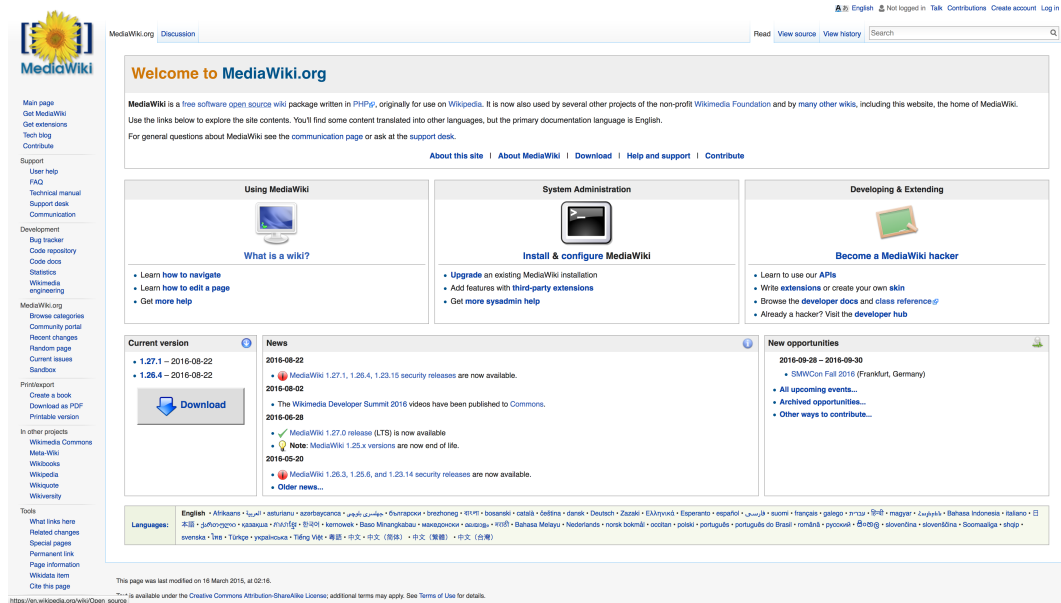 English Not logged in Talk Contributions Create account Log in
MediaWiki
MediaWiki.org Discussion
Read View source View history Search
Main page
Get MediaWiki
Get extensions
Tech blog
Contribute
Support
User help
FAQ
Technical manual
Support desk
Communication
Development
Bug tracker
Code repository
Code docs
Statistics
Wikimedia
engineering
MediaWiki.org
Browse categories
Community portal
Recent changes
Random page
Current issues
Sandbox
Print/export
Create a book
Download as PDF
Printable version
In other projects
Wikimedia Commons
Meta-Wiki
Wikibooks
Wikipedia
Wikiquote
Wikiversity
Tools
What links here
Related changes
Special pages
Permanent link
Page information
Wikidata item
Cite this page
https://en.wikipedia.org/wiki/Open_source
Welcome to MediaWiki.org
MediaWiki is a free software open source wiki package written in PHP, originally for use on Wikipedia. It is now also used by several other projects of the non-profit Wikimedia Foundation and by many other wikis, including this website, the home of MediaWiki.
Use the links below to explore the site contents. You'll find some content translated into other languages, but the primary documentation language is English.
For general questions about MediaWiki see the communication page or ask at the support desk.
About this site | About MediaWiki | Download | Help and support | Contribute
Using MediaWiki
What is a wiki?
• Learn how to navigate
• Learn how to edit a page
• Get more help
System Administration
Install & configure MediaWiki
• Upgrade an existing MediaWiki installation
• Add features with third-party extensions
• Get more sysadmin help
Developing & Extending
Become a MediaWiki hacker
• Learn to use our APIs
• Write extensions or create your own skin
• Browse the developer docs and class reference
• Already a hacker? Visit the developer hub
Current version
• 1.27.1 – 2016-08-22
• 1.26.4 – 2016-08-22
Download
News
2016-08-22
• MediaWiki 1.27.1, 1.26.4, 1.23.15 security releases are now available.
2016-08-02
• The Wikimedia Developer Summit 2016 videos have been published to Commons.
2016-06-28
• MediaWiki 1.27.0 release (LTS) is now available
• Note: MediaWiki 1.25.x versions are now end of life.
2016-05-20
• MediaWiki 1.26.3, 1.25.6, and 1.23.14 security releases are now available.
• Older news...
New opportunities
2016-09-28 – 2016-09-30
• SMWCon Fall 2016 (Frankfurt, Germany)
• All upcoming events...
• Archived opportunities...
• Other ways to contribute...
Languages:
English • Afrikaans • العربية • asturianu • azərbaycanca • جهلسری بلوچی • български • brezhoneg • বাংলা • bosanski • català • čeština • dansk • Deutsch • Zazaki • Ελληνικά • Esperanto • español • فارسی • suomi • français • galego • עברית • हिन्दी • magyar • Հայերեն • Bahasa Indonesia • italiano • 日
本語 • ქართული • қазақша • ភាសាខ្មែរ • 한국어 • kernowek • Baso Minangkabau • македонски • മലയാളം • मराठी • Bahasa Melayu • Nederlands • norsk bokmål • occitan • polski • português • português do Brasil • română • русский • සිංහල • slovenčina • slovenščina • Soomaaliga • shqip •
svenska • ไทย • Türkçe • українська • Tiếng Việt • 粵語 • 中文 • 中文（简体） • 中文（繁體） • 中文（台灣）
This page was last modified on 16 March 2015, at 02:16.
is available under the Creative Commons Attribution-ShareAlike License; additional terms may apply. See Terms of Use for details.